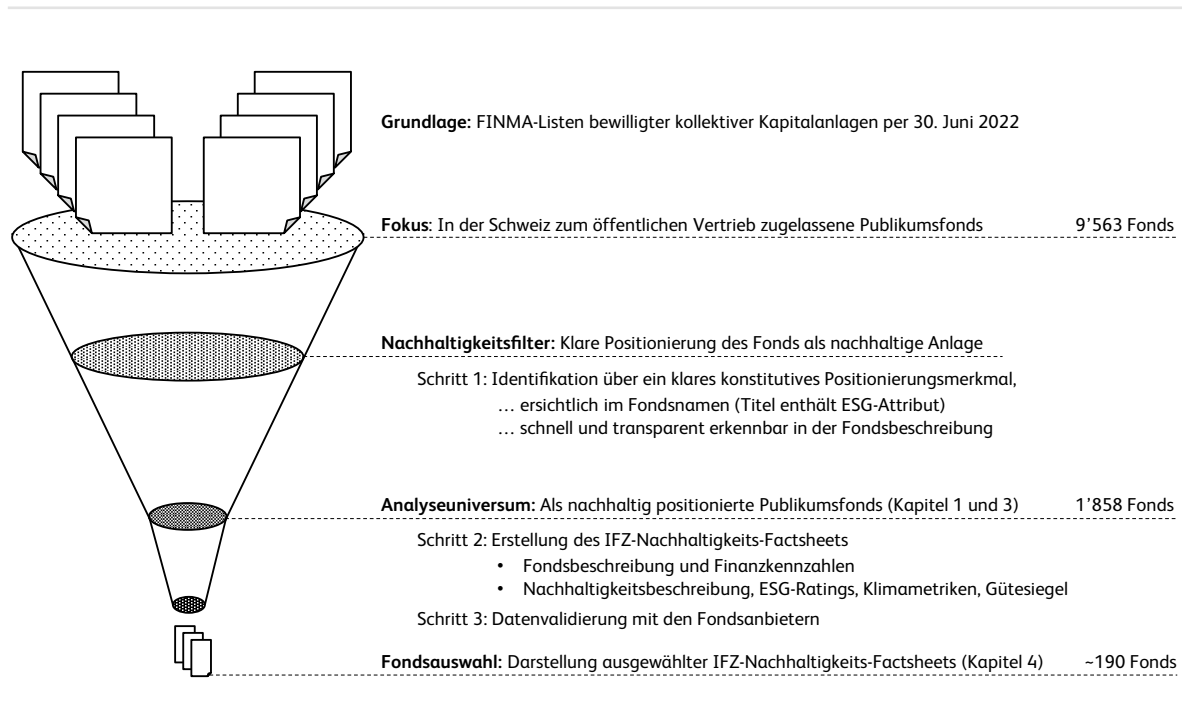 Grundlage: FINMA-Listen bewilligter kollektiver Kapitalanlagen per 30. Juni 2022
Fokus: In der Schweiz zum öffentlichen Vertrieb zugelassene Publikumsfonds 9’563 Fonds
Nachhaltigkeitsfilter: Klare Positionierung des Fonds als nachhaltige Anlage
Schritt 1: Identifikation über ein klares konstitutives Positionierungsmerkmal,
… ersichtlich im Fondsnamen (Titel enthält ESG-Attribut)
… schnell und transparent erkennbar in der Fondsbeschreibung
Analyseuniversum: Als nachhaltig positionierte Publikumsfonds (Kapitel 1 und 3) 1’858 Fonds
Schritt 2: Erstellung des IFZ-Nachhaltigkeits-Factsheets
• Fondsbeschreibung und Finanzkennzahlen
• Nachhaltigkeitsbeschreibung, ESG-Ratings, Klimametriken, Gütesiegel
Schritt 3: Datenvalidierung mit den Fondsanbietern
Fondsauswahl: Darstellung ausgewählter IFZ-Nachhaltigkeits-Factsheets (Kapitel 4) ~190 Fonds